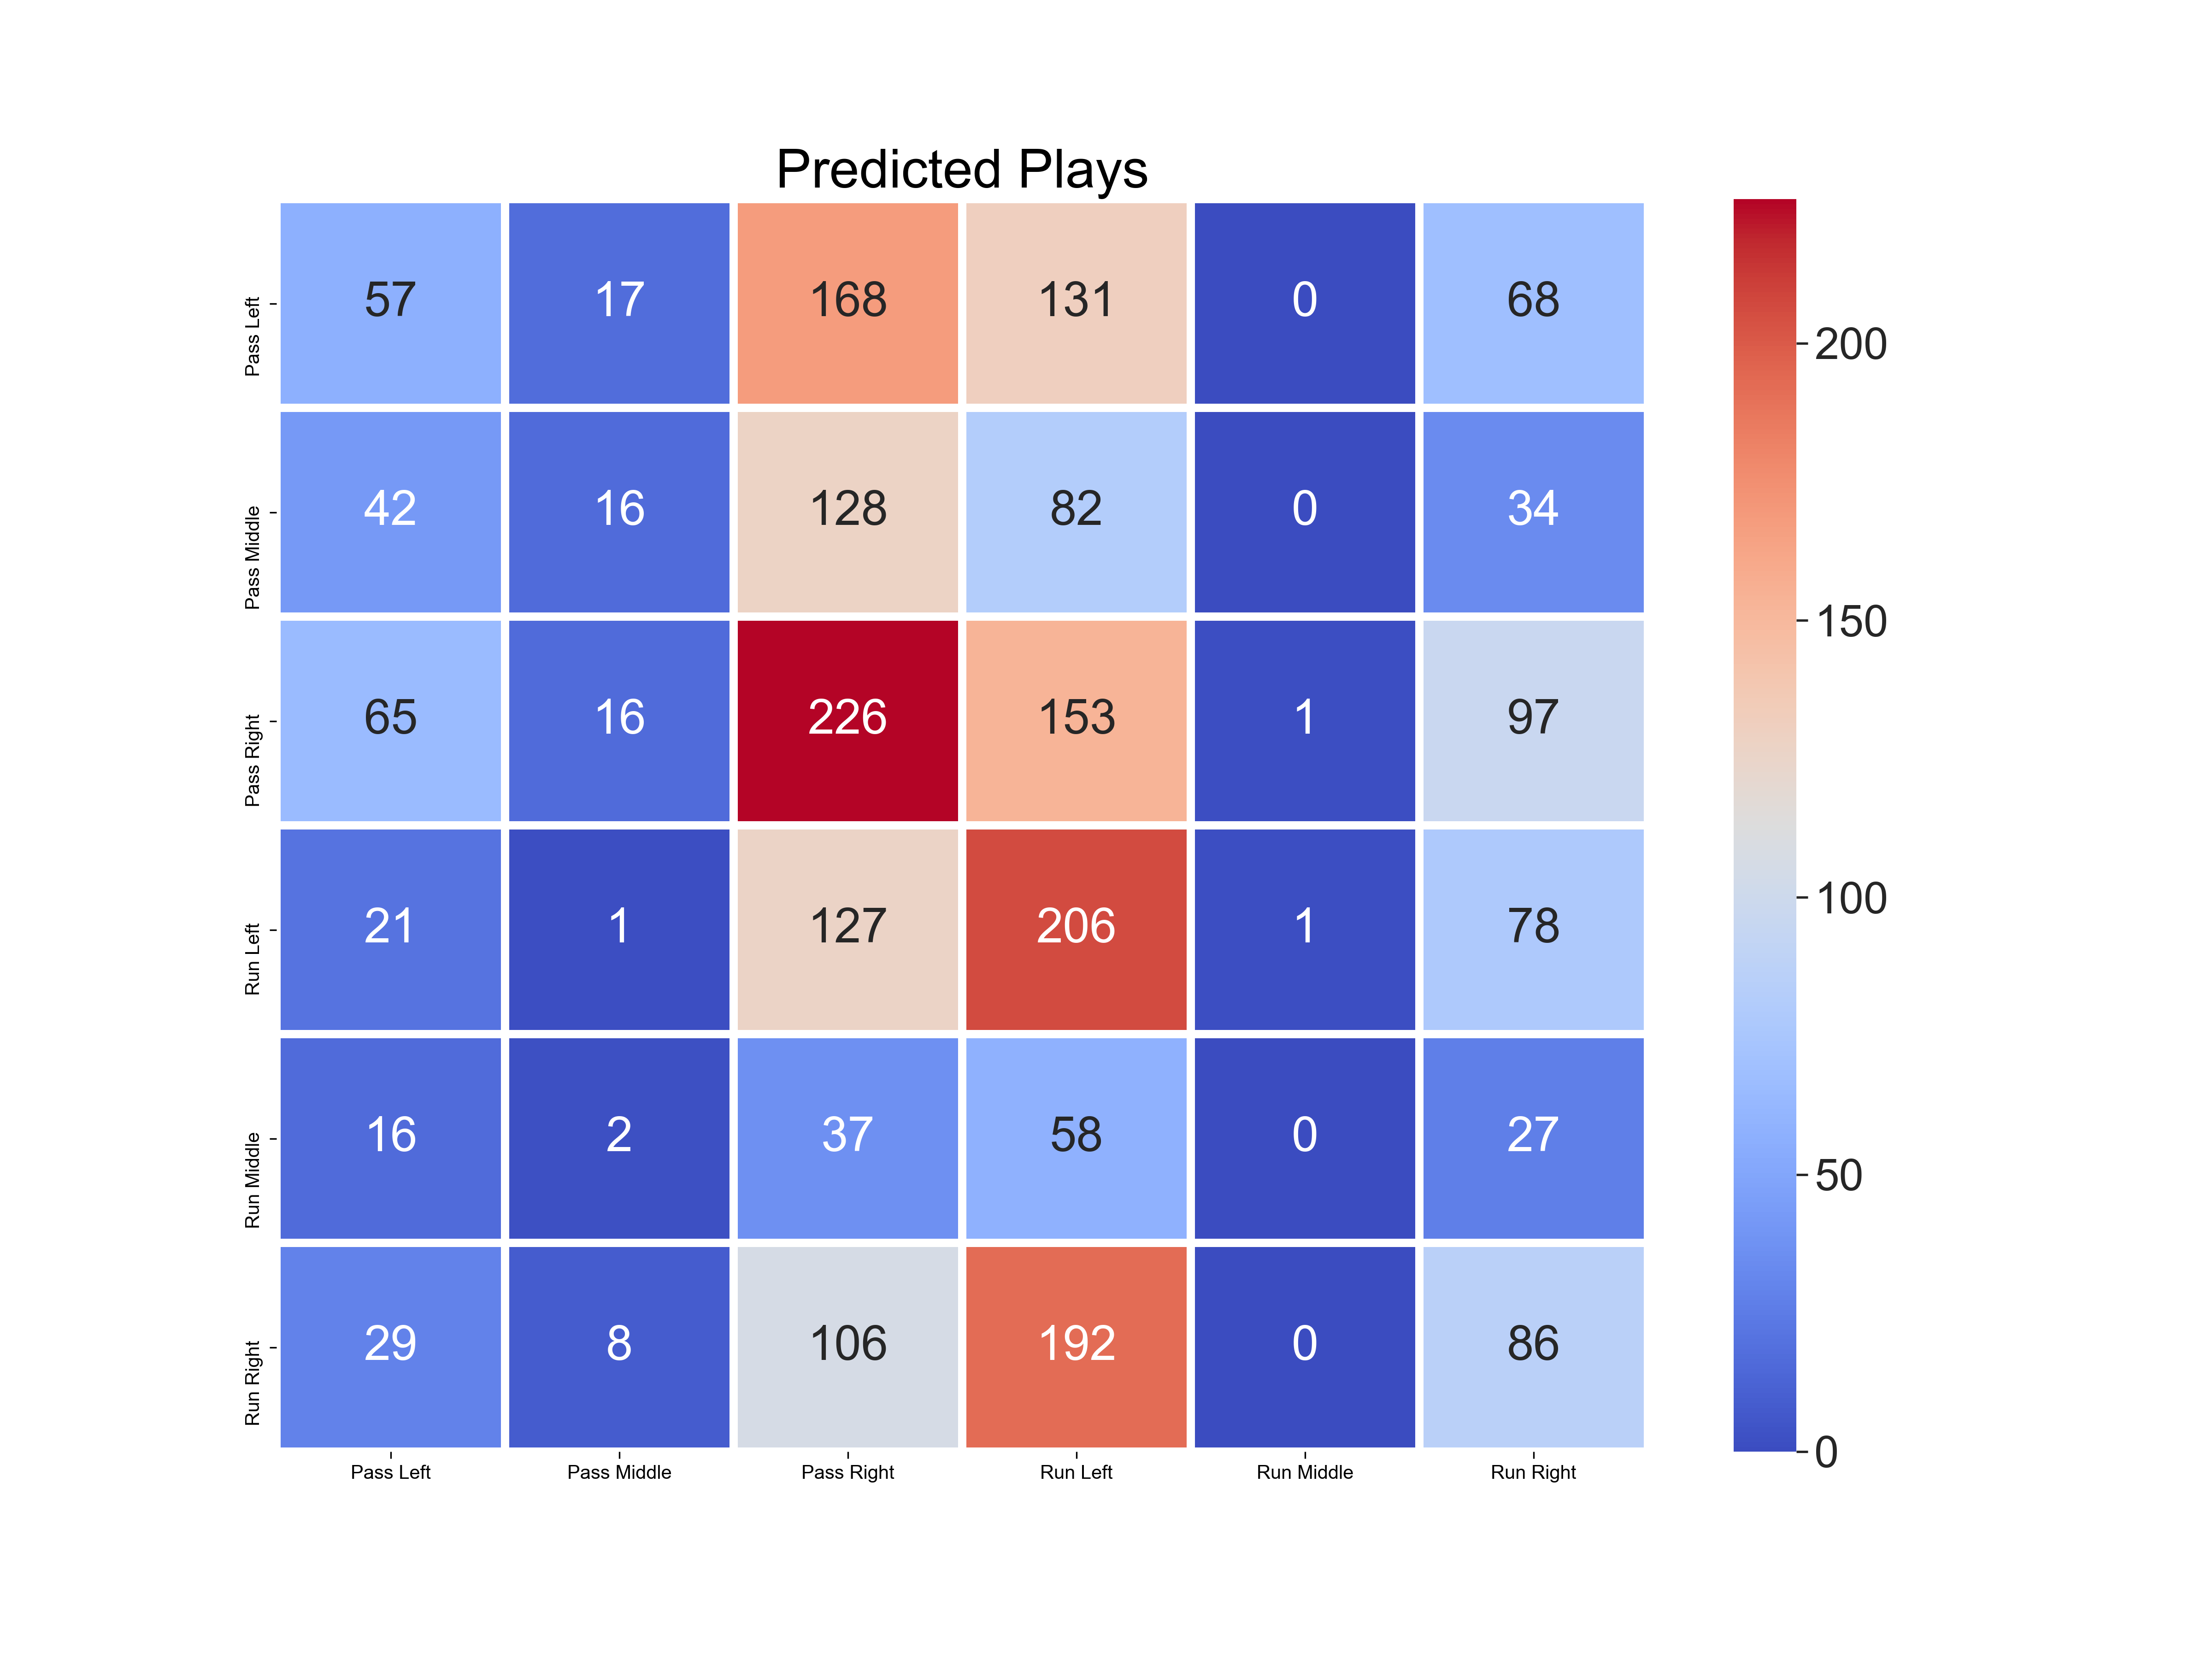 Predicted Plays
Pass Left
57 17 168 131 0 68
Pass Middle
42 16 128 82 0 34
Pass Right
65 16 226 153 1 97
Run Left
21 1 127 206 1 78
Run Middle
16 2 37 58 0 27
Run Right
29 8 106 192 0 86
Pass Left Pass Middle Pass Right Run Left Run Middle Run Right
200
150
100
50
0